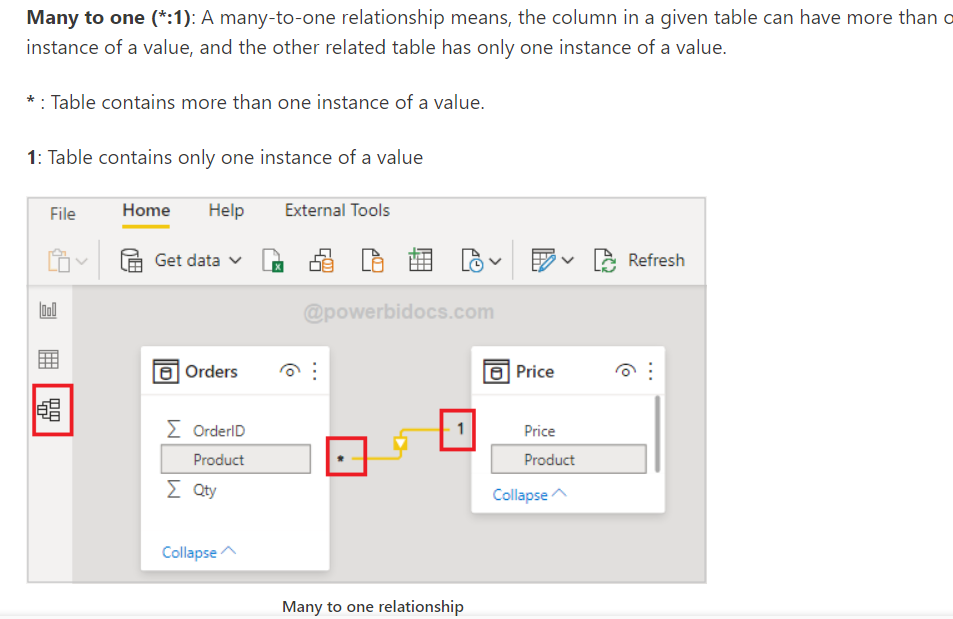 Many to one (*:1): A many-to-one relationship means, the column in a given table can have more than
instance of a value, and the other related table has only one instance of a value.
* : Table contains more than one instance of a value.
1: Table contains only one instance of a value
File Home Help External Tools
Get data Refresh
@powerbidocs.com
Orders Price
Σ OrderID
Product
Σ Qty
Collapse
* 1
Price
Product
Collapse
Many to one relationship